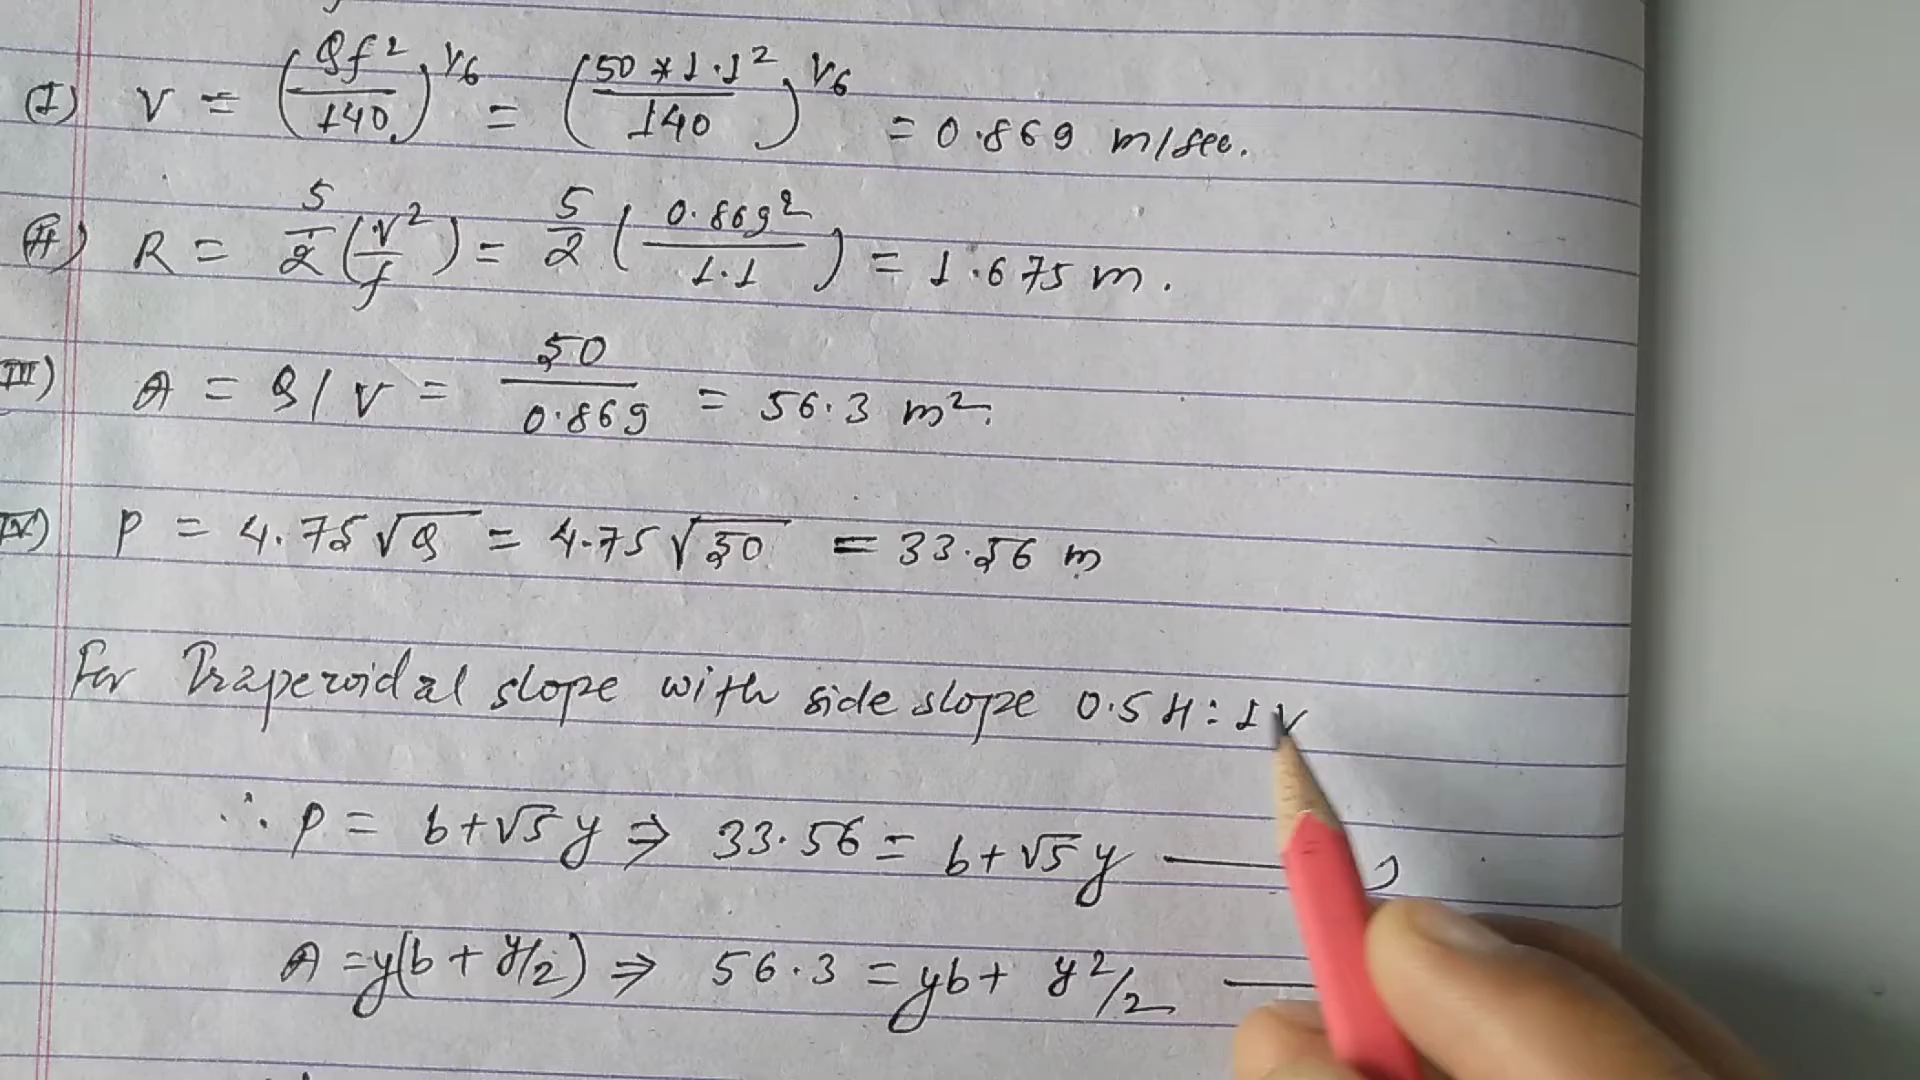 (I) V = (Qf²/140)^1/6 = (50*1.1²/140)^1/6 = 0.869 m/sec.
(II) R = 5/2 (V²/f) = 5/2 (0.869²/1.1) = 1.675 m.
III) A = Q/V = 50/0.869 = 56.3 m².
IV) P = 4.75√Q = 4.75√50 = 33.56 m
For Trapezoidal slope with side slope 0.5H:1V
∴ P = b+√5y ⇒ 33.56 = b+√5y —
A = y(b + y/2) ⇒ 56.3 = yb + y²/2 —